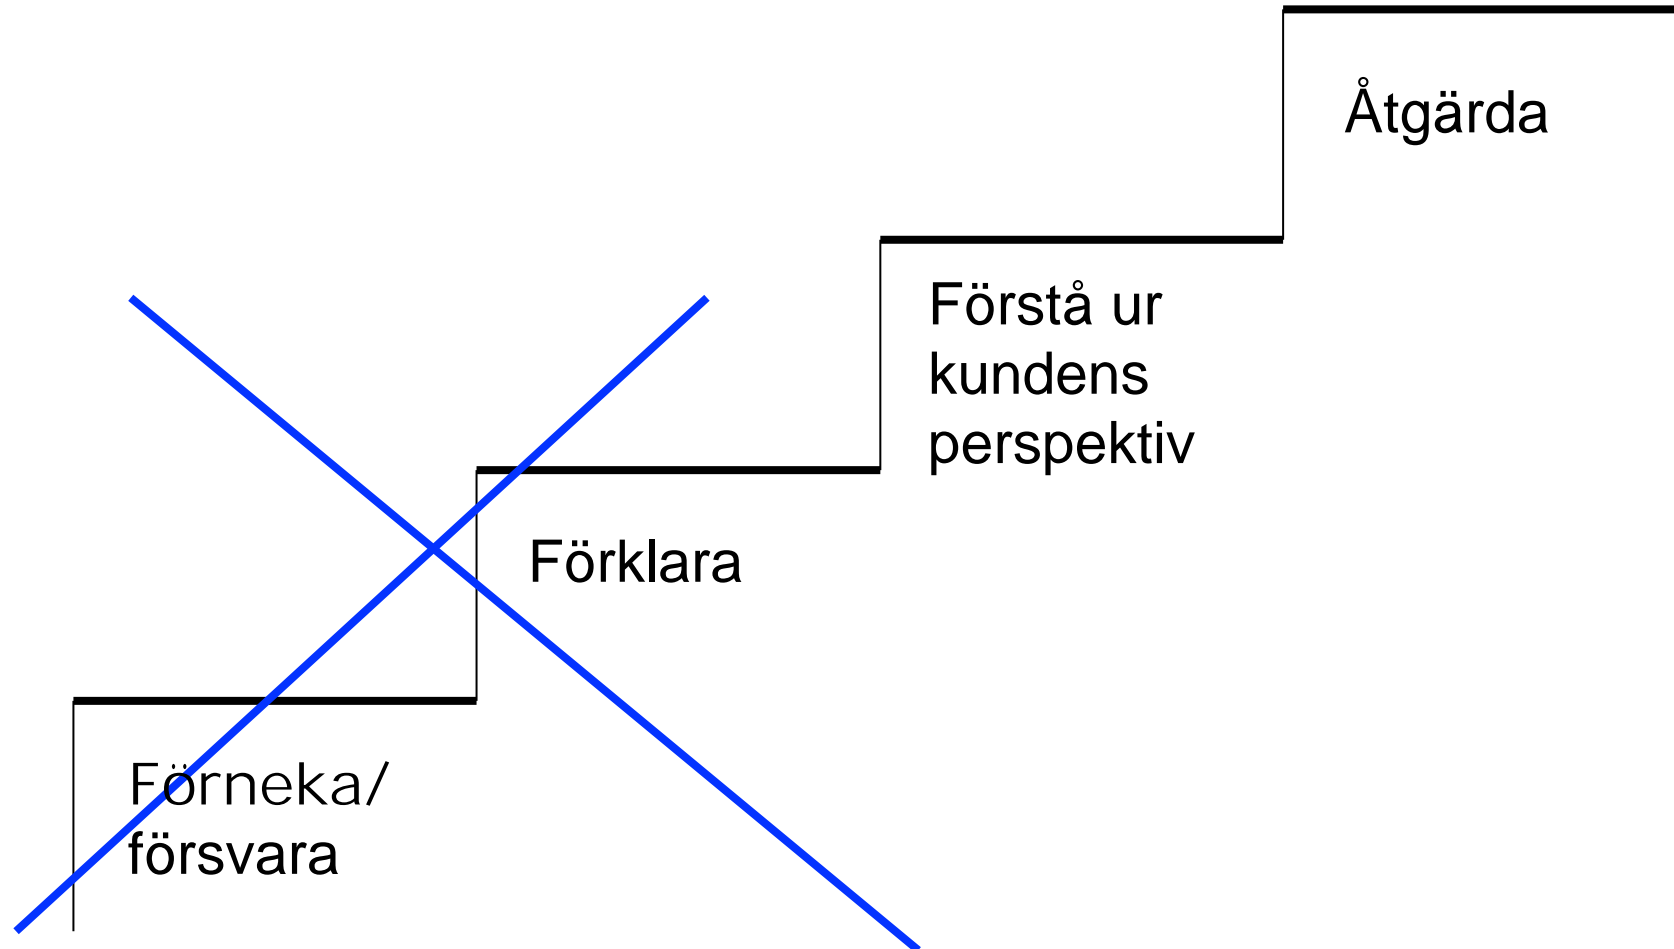 Åtgärda
Förstå ur
kundens
perspektiv
Förklara
Förneka/
försvara